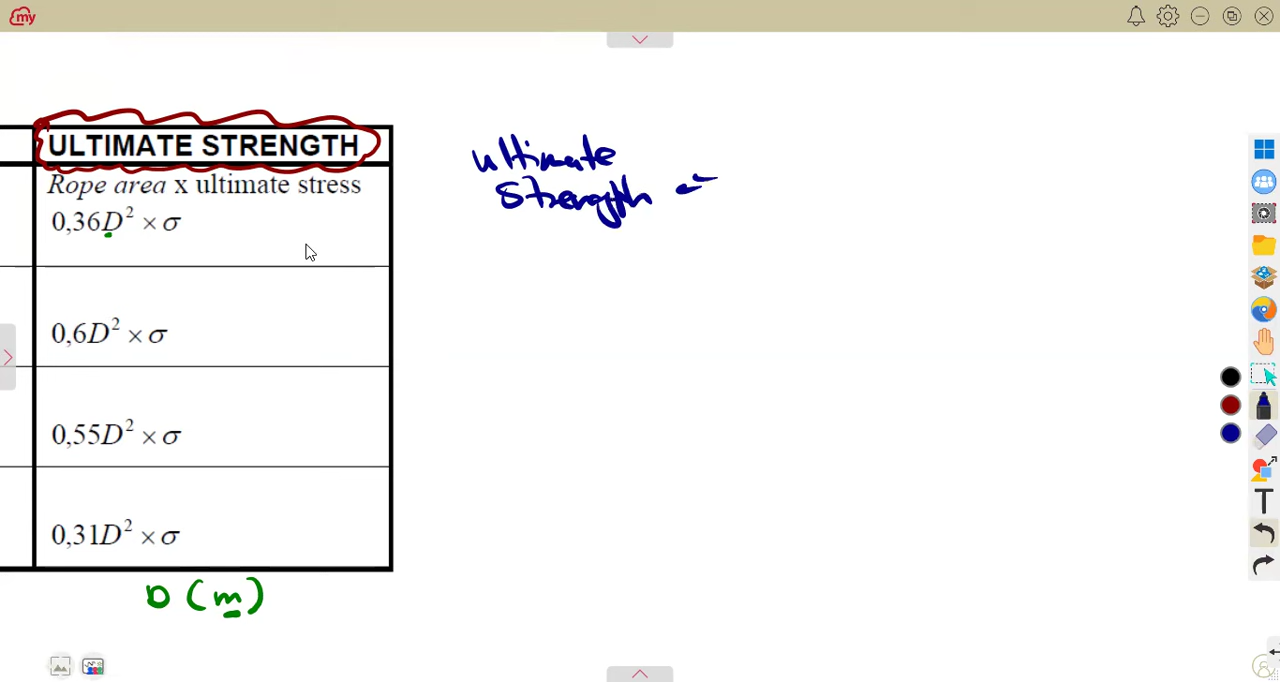 my
ULTIMATE STRENGTH
Rope area x ultimate stress
0,36D² × σ
0,6D² × σ
0,55D² × σ
0,31D² × σ
D (m)
ultimate
strength =
T